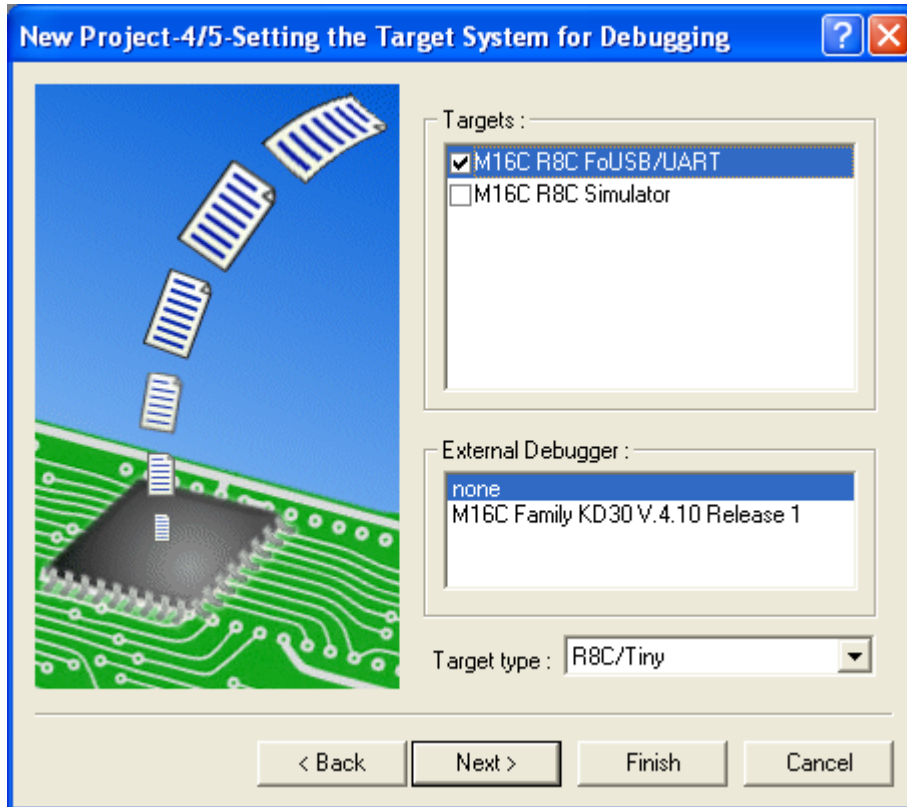 New Project-4/5-Setting the Target System for Debugging
Targets :
M16C R8C FoUSB/UART
M16C R8C Simulator
External Debugger :
none
M16C Family KD30 V.4.10 Release 1
Target type : R8C/Tiny
< Back Next > Finish Cancel